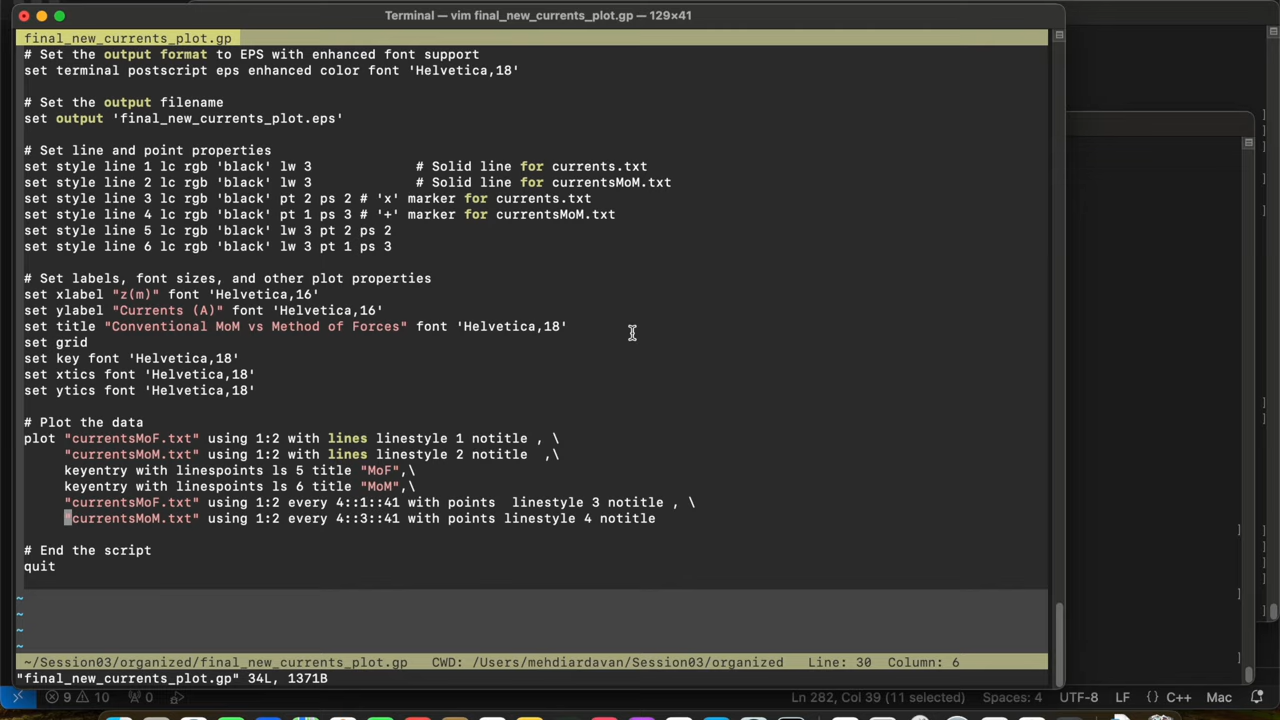 Terminal — vim final_new_currents_plot.gp — 129×41
final_new_currents_plot.gp
# Set the output format to EPS with enhanced font support
set terminal postscript eps enhanced color font 'Helvetica,18'
# Set the output filename
set output 'final_new_currents_plot.eps'
# Set line and point properties
set style line 1 lc rgb 'black' lw 3             # Solid line for currents.txt
set style line 2 lc rgb 'black' lw 3             # Solid line for currentsMoM.txt
set style line 3 lc rgb 'black' pt 2 ps 2 # 'x' marker for currents.txt
set style line 4 lc rgb 'black' pt 1 ps 3 # '+' marker for currentsMoM.txt
set style line 5 lc rgb 'black' lw 3 pt 2 ps 2
set style line 6 lc rgb 'black' lw 3 pt 1 ps 3
# Set labels, font sizes, and other plot properties
set xlabel "z(m)" font 'Helvetica,16'
set ylabel "Currents (A)" font 'Helvetica,16'
set title "Conventional MoM vs Method of Forces" font 'Helvetica,18'
set grid
set key font 'Helvetica,18'
set xtics font 'Helvetica,18'
set ytics font 'Helvetica,18'
# Plot the data
plot "currentsMoF.txt" using 1:2 with lines linestyle 1 notitle , \
     "currentsMoM.txt" using 1:2 with lines linestyle 2 notitle  ,\
     keyentry with linespoints ls 5 title "MoF",\
     keyentry with linespoints ls 6 title "MoM",\
     "currentsMoF.txt" using 1:2 every 4::1::41 with points  linestyle 3 notitle , \
     "currentsMoM.txt" using 1:2 every 4::3::41 with points linestyle 4 notitle
# End the script
quit
~
~
~
~
~/Session03/organized/final_new_currents_plot.gp   CWD: /Users/mehdiardavan/Session03/organized   Line: 30  Column: 6
"final_new_currents_plot.gp" 34L, 1371B
9 10 0 Ln 282, Col 39 (11 selected) Spaces: 4 UTF-8 LF {} C++ Mac